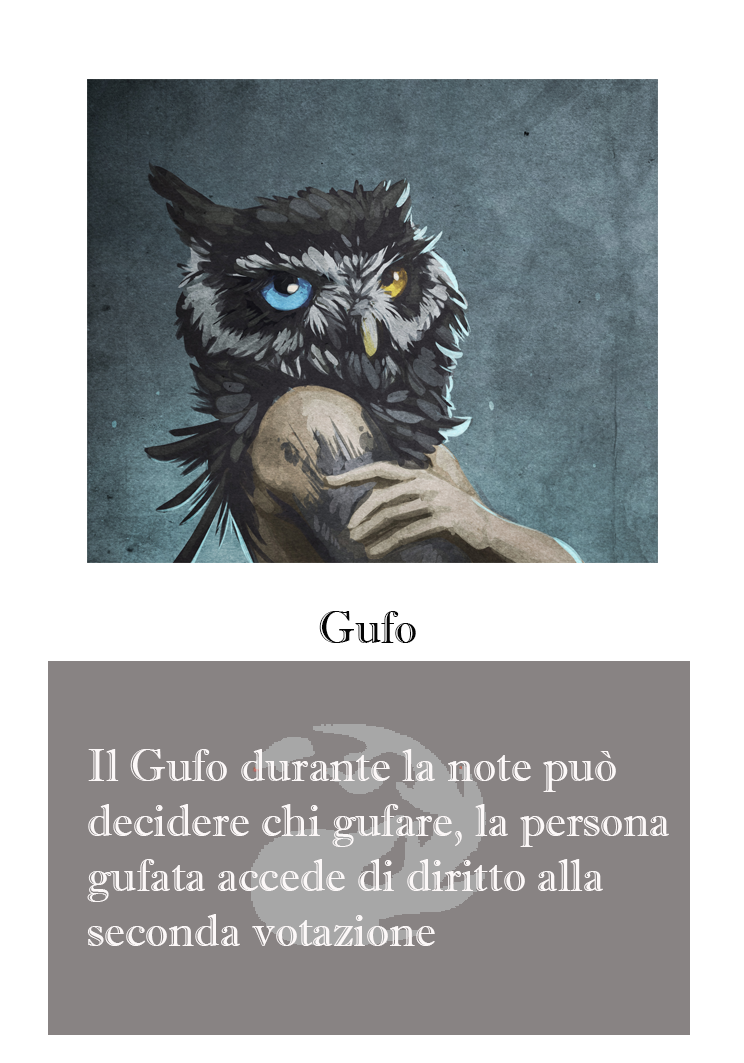 Gufo
Il Gufo durante la note può
decidere chi gufare, la persona
gufata accede di diritto alla
seconda votazione